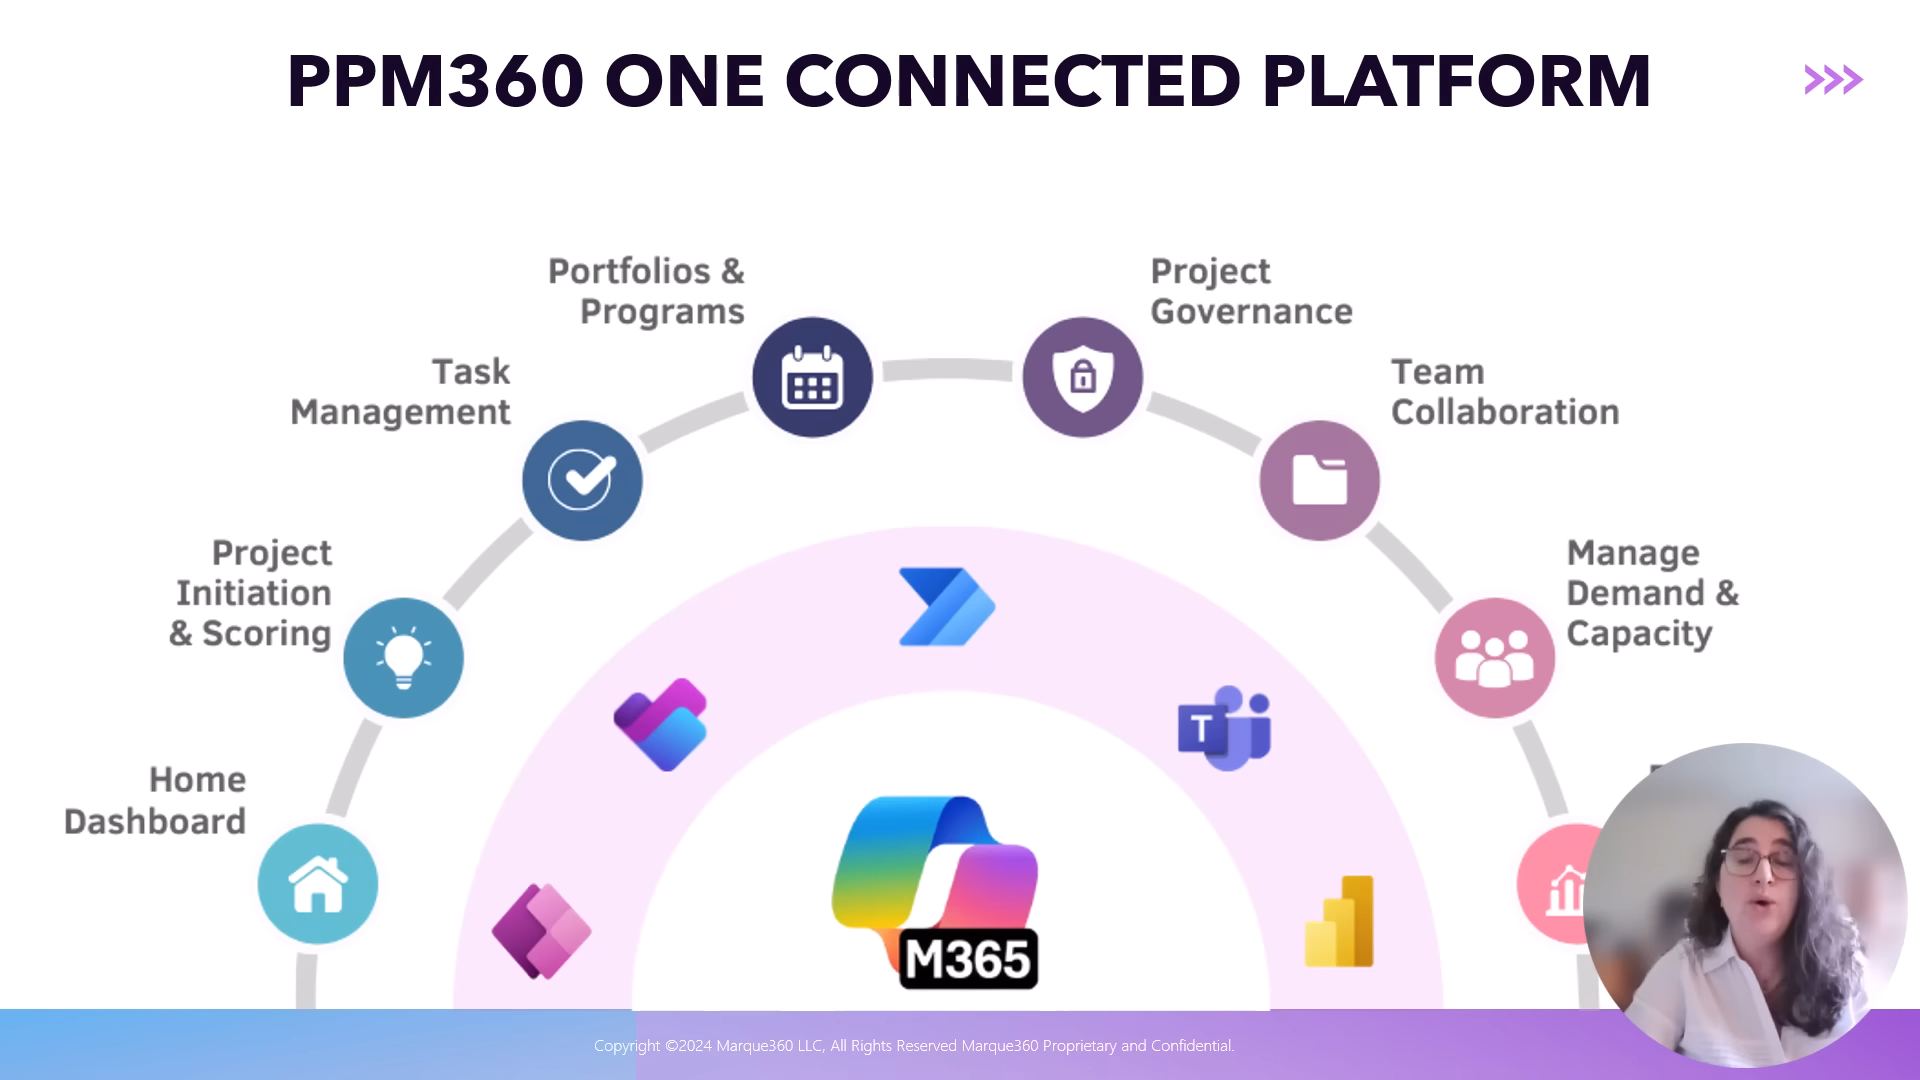 PPM360 ONE CONNECTED PLATFORM
Portfolios &
Programs
Project
Governance
Task
Management
Team
Collaboration
Project
Initiation
& Scoring
Manage
Demand &
Capacity
Home
Dashboard
T
M365
Copyright ©2024 Marque360 LLC, All Rights Reserved Marque360 Proprietary and Confidential.